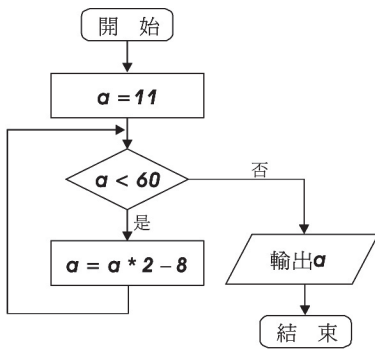 開 始
a = 11
a < 60
否
是
a = a * 2 - 8
輸出a
結 束